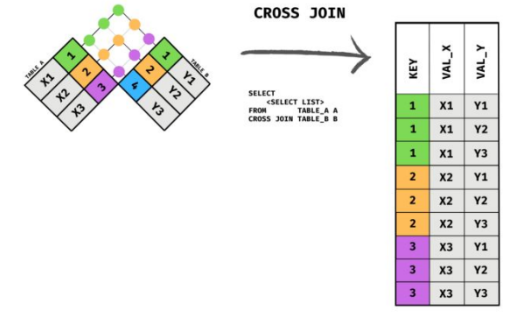 CROSS JOIN
TABLE A
1 X1
2 X2
3 X3
TABLE B
1 Y1
2 Y2
4 Y3
SELECT
<SELECT LIST>
FROM TABLE_A A
CROSS JOIN TABLE_B B
KEY VAL_X VAL_Y
1 X1 Y1
1 X1 Y2
1 X1 Y3
2 X2 Y1
2 X2 Y2
2 X2 Y3
3 X3 Y1
3 X3 Y2
3 X3 Y3